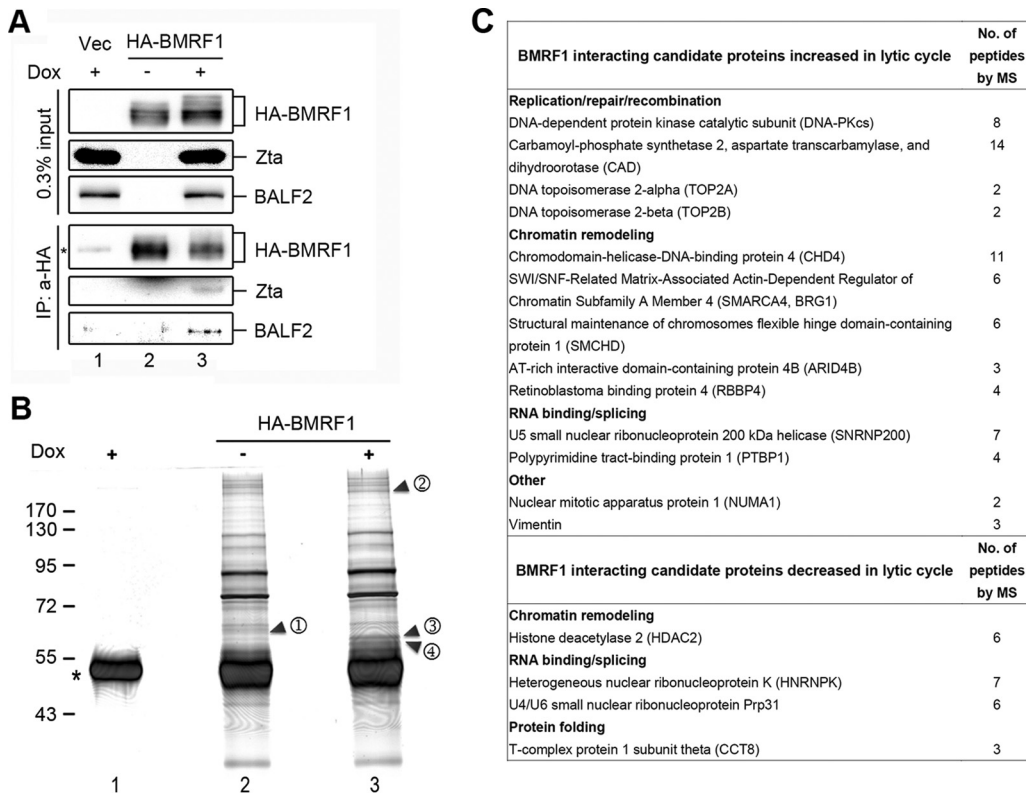 A
Vec HA-BMRF1
Dox + - +
0.3% input
HA-BMRF1
Zta
BALF2
IP: a-HA
* HA-BMRF1
Zta
BALF2
1 2 3
B
HA-BMRF1
Dox + - +
170
130
95
72
55
*
43
②
①
③
④
1 2 3
C
BMRF1 interacting candidate proteins increased in lytic cycle
No. of
peptides
by MS
Replication/repair/recombination
DNA-dependent protein kinase catalytic subunit (DNA-PKcs) 8
Carbamoyl-phosphate synthetase 2, aspartate transcarbamylase, and 14
dihydroorotase (CAD)
DNA topoisomerase 2-alpha (TOP2A) 2
DNA topoisomerase 2-beta (TOP2B) 2
Chromatin remodeling
Chromodomain-helicase-DNA-binding protein 4 (CHD4) 11
SWI/SNF-Related Matrix-Associated Actin-Dependent Regulator of 6
Chromatin Subfamily A Member 4 (SMARCA4, BRG1)
Structural maintenance of chromosomes flexible hinge domain-containing 6
protein 1 (SMCHD)
AT-rich interactive domain-containing protein 4B (ARID4B) 3
Retinoblastoma binding protein 4 (RBBP4) 4
RNA binding/splicing
U5 small nuclear ribonucleoprotein 200 kDa helicase (SNRNP200) 7
Polypyrimidine tract-binding protein 1 (PTBP1) 4
Other
Nuclear mitotic apparatus protein 1 (NUMA1) 2
Vimentin 3
BMRF1 interacting candidate proteins decreased in lytic cycle
No. of
peptides
by MS
Chromatin remodeling
Histone deacetylase 2 (HDAC2) 6
RNA binding/splicing
Heterogeneous nuclear ribonucleoprotein K (HNRNPK) 7
U4/U6 small nuclear ribonucleoprotein Prp31 6
Protein folding
T-complex protein 1 subunit theta (CCT8) 3